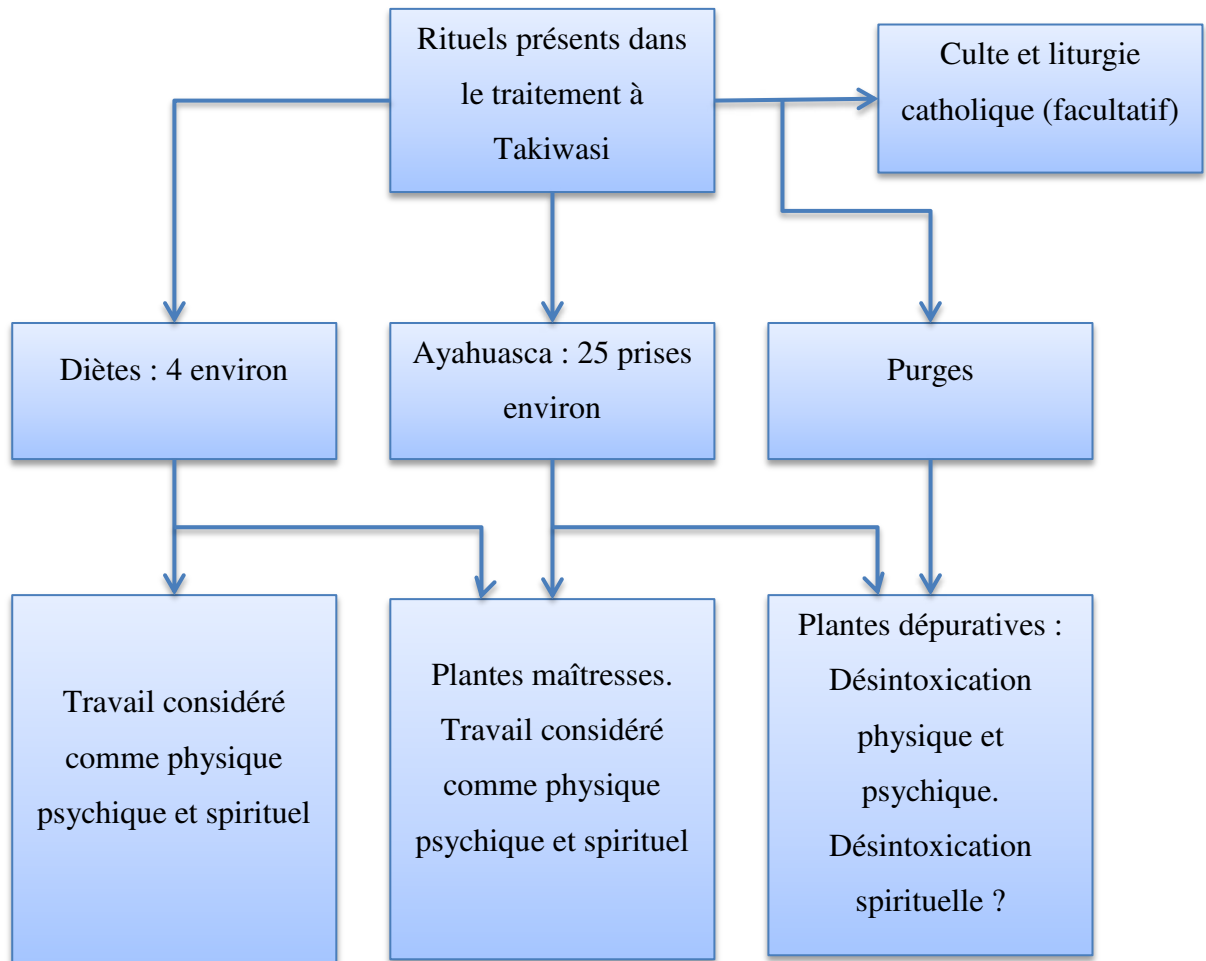 Rituels présents dans
le traitement à
Takiwasi
Culte et liturgie
catholique (facultatif)
Diètes : 4 environ
Ayahuasca : 25 prises
environ
Purges
Travail considéré
comme physique
psychique et spirituel
Plantes maîtresses.
Travail considéré
comme physique
psychique et spirituel
Plantes dépuratives :
Désintoxication
physique et
psychique.
Désintoxication
spirituelle ?